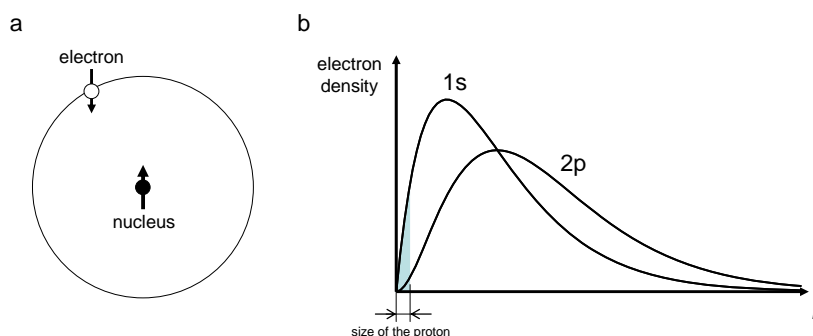 a
electron
nucleus
b
electron
density
1s
2p
size of the proton